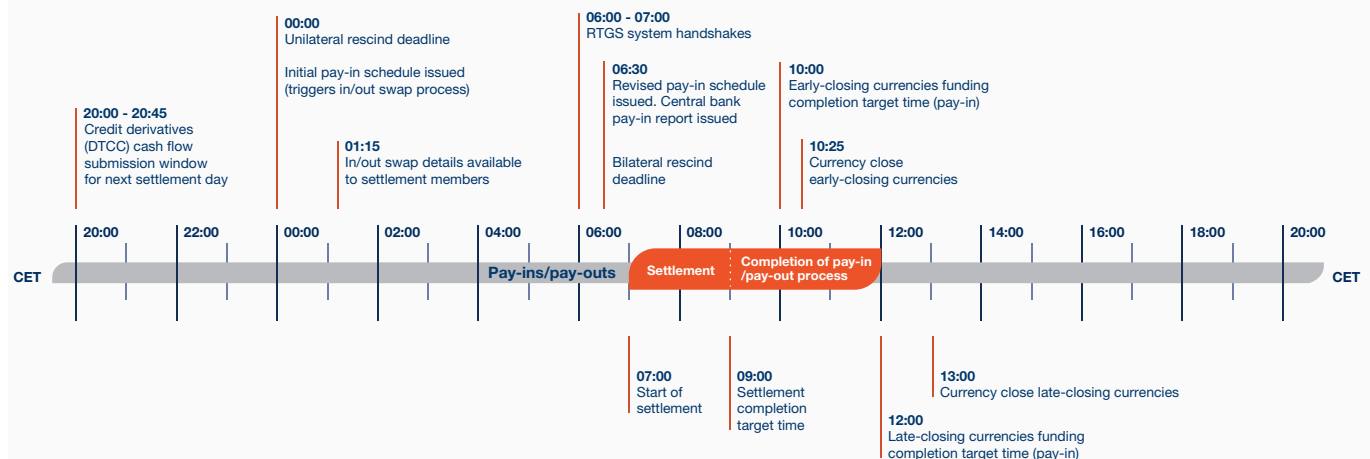 00:00
Unilateral rescind deadline
Initial pay-in schedule issued
(triggers in/out swap process)
06:00 - 07:00
RTGS system handshakes
06:30
Revised pay-in schedule
issued. Central bank
pay-in report issued
Bilateral rescind
deadline
10:00
Early-closing currencies funding
completion target time (pay-in)
20:00 - 20:45
Credit derivatives
(DTCC) cash flow
submission window
for next settlement day
01:15
In/out swap details available
to settlement members
10:25
Currency close
early-closing currencies
20:00 22:00 00:00 02:00 04:00 06:00 08:00 10:00 12:00 14:00 16:00 18:00 20:00
CET
Pay-ins/pay-outs
Settlement
Completion of pay-in
/pay-out process
CET
07:00
Start of
settlement
09:00
Settlement
completion
target time
13:00
Currency close late-closing currencies
12:00
Late-closing currencies funding
completion target time (pay-in)